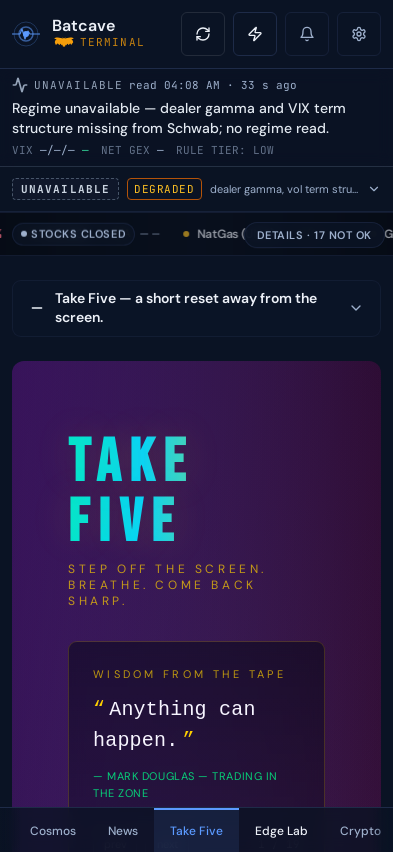 Batcave
TERMINAL
UNAVAILABLE read 04:08 AM · 33 s ago
Regime unavailable — dealer gamma and VIX term
structure missing from Schwab; no regime read.
VIX —/—/— — NET GEX — RULE TIER: LOW
UNAVAILABLE DEGRADED dealer gamma, vol term stru…
STOCKS CLOSED — — NatGas ( DETAILS · 17 NOT OK
Take Five — a short reset away from the
screen.
TAKE
FIVE
STEP OFF THE SCREEN.
BREATHE. COME BACK
SHARP.
WISDOM FROM THE TAPE
“Anything can
happen.”
— MARK DOUGLAS — TRADING IN
THE ZONE
Cosmos News Take Five Edge Lab Crypto